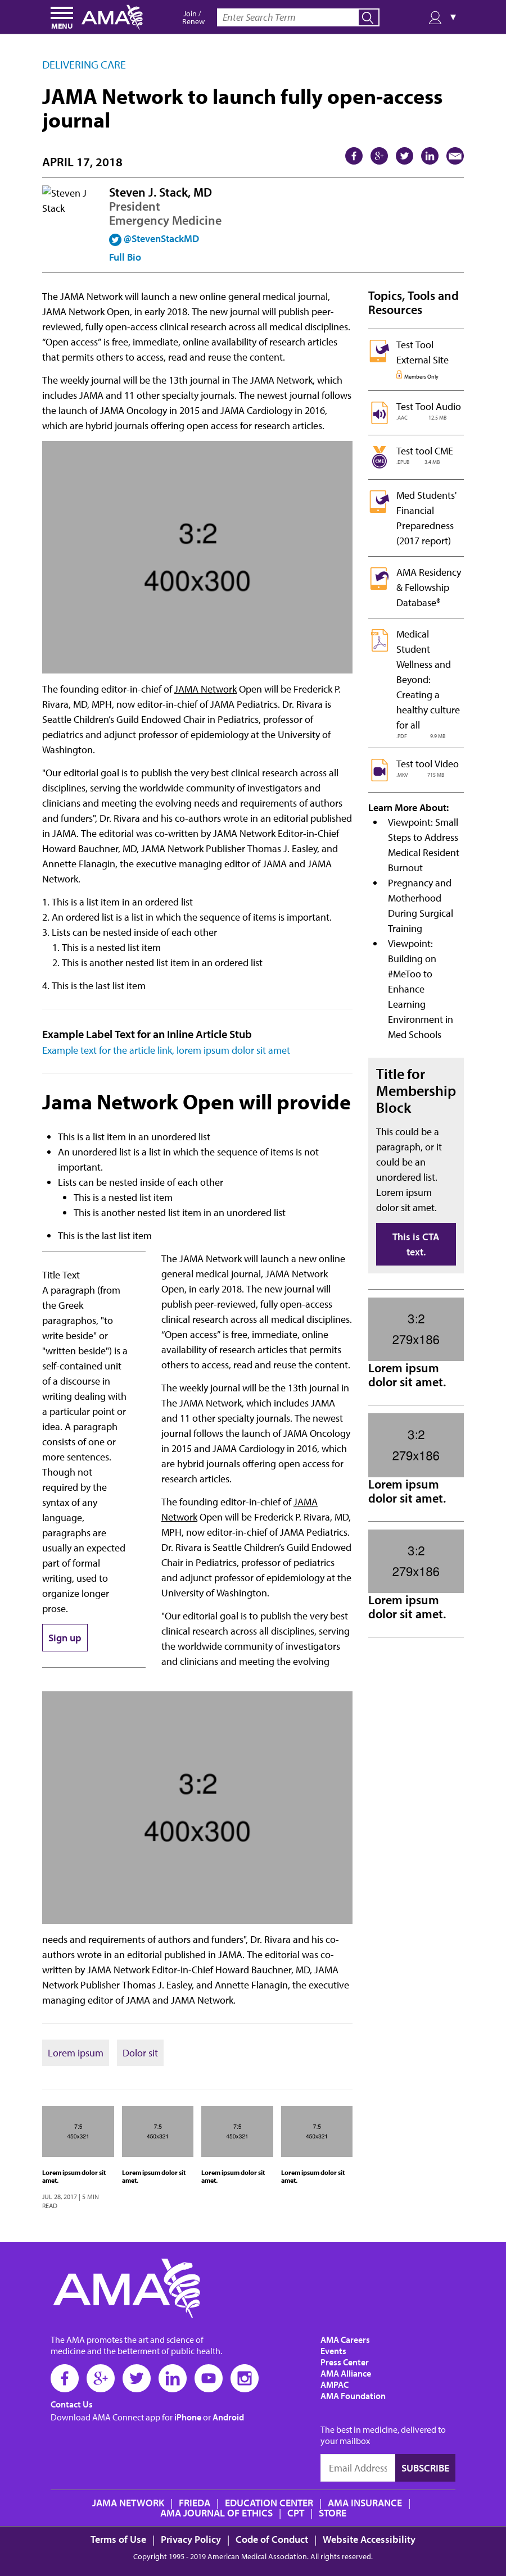 MENU
AMA
Join /
Renew
Enter Search Term
▼
DELIVERING CARE
JAMA Network to launch fully open-access
journal
APRIL 17, 2018
Steven J
Stack
Steven J. Stack, MD
President
Emergency Medicine
@StevenStackMD
Full Bio
The JAMA Network will launch a new online general medical journal,
JAMA Network Open, in early 2018. The new journal will publish peer-
reviewed, fully open-access clinical research across all medical disciplines.
“Open access” is free, immediate, online availability of research articles
that permits others to access, read and reuse the content.
The weekly journal will be the 13th journal in The JAMA Network, which
includes JAMA and 11 other specialty journals. The newest journal follows
the launch of JAMA Oncology in 2015 and JAMA Cardiology in 2016,
which are hybrid journals offering open access for research articles.
3:2
400x300
The founding editor-in-chief of JAMA Network Open will be Frederick P.
Rivara, MD, MPH, now editor-in-chief of JAMA Pediatrics. Dr. Rivara is
Seattle Children’s Guild Endowed Chair in Pediatrics, professor of
pediatrics and adjunct professor of epidemiology at the University of
Washington.
"Our editorial goal is to publish the very best clinical research across all
disciplines, serving the worldwide community of investigators and
clinicians and meeting the evolving needs and requirements of authors
and funders", Dr. Rivara and his co-authors wrote in an editorial published
in JAMA. The editorial was co-written by JAMA Network Editor-in-Chief
Howard Bauchner, MD, JAMA Network Publisher Thomas J. Easley, and
Annette Flanagin, the executive managing editor of JAMA and JAMA
Network.
1. This is a list item in an ordered list
2. An ordered list is a list in which the sequence of items is important.
3. Lists can be nested inside of each other
1. This is a nested list item
2. This is another nested list item in an ordered list
4. This is the last list item
Example Label Text for an Inline Article Stub
Example text for the article link, lorem ipsum dolor sit amet
Jama Network Open will provide
• This is a list item in an unordered list
• An unordered list is a list in which the sequence of items is not
important.
• Lists can be nested inside of each other
• This is a nested list item
• This is another nested list item in an unordered list
• This is the last list item
Title Text
A paragraph (from
the Greek
paragraphos, "to
write beside" or
"written beside") is a
self-contained unit
of a discourse in
writing dealing with
a particular point or
idea. A paragraph
consists of one or
more sentences.
Though not
required by the
syntax of any
language,
paragraphs are
usually an expected
part of formal
writing, used to
organize longer
prose.
Sign up
The JAMA Network will launch a new online
general medical journal, JAMA Network
Open, in early 2018. The new journal will
publish peer-reviewed, fully open-access
clinical research across all medical disciplines.
“Open access” is free, immediate, online
availability of research articles that permits
others to access, read and reuse the content.
The weekly journal will be the 13th journal in
The JAMA Network, which includes JAMA
and 11 other specialty journals. The newest
journal follows the launch of JAMA Oncology
in 2015 and JAMA Cardiology in 2016, which
are hybrid journals offering open access for
research articles.
The founding editor-in-chief of JAMA
Network Open will be Frederick P. Rivara, MD,
MPH, now editor-in-chief of JAMA Pediatrics.
Dr. Rivara is Seattle Children’s Guild Endowed
Chair in Pediatrics, professor of pediatrics
and adjunct professor of epidemiology at the
University of Washington.
"Our editorial goal is to publish the very best
clinical research across all disciplines, serving
the worldwide community of investigators
and clinicians and meeting the evolving
3:2
400x300
needs and requirements of authors and funders", Dr. Rivara and his co-
authors wrote in an editorial published in JAMA. The editorial was co-
written by JAMA Network Editor-in-Chief Howard Bauchner, MD, JAMA
Network Publisher Thomas J. Easley, and Annette Flanagin, the executive
managing editor of JAMA and JAMA Network.
Lorem ipsum
Dolor sit
7:5
450x321
Lorem ipsum dolor sit
amet.
JUL 28, 2017 | 5 MIN
READ
7:5
450x321
Lorem ipsum dolor sit
amet.
7:5
450x321
Lorem ipsum dolor sit
amet.
7:5
450x321
Lorem ipsum dolor sit
amet.
Topics, Tools and
Resources
Test Tool
External Site
Members Only
Test Tool Audio
.AAC 12.5 MB
CME
Test tool CME
.EPUB 3.4 MB
Med Students'
Financial
Preparedness
(2017 report)
AMA Residency
& Fellowship
Database®
Medical
Student
Wellness and
Beyond:
Creating a
healthy culture
for all
.PDF 9.9 MB
Test tool Video
.MKV 715 MB
Learn More About:
• Viewpoint: Small
Steps to Address
Medical Resident
Burnout
• Pregnancy and
Motherhood
During Surgical
Training
• Viewpoint:
Building on
#MeToo to
Enhance
Learning
Environment in
Med Schools
Title for
Membership
Block
This could be a
paragraph, or it
could be an
unordered list.
Lorem ipsum
dolor sit amet.
This is CTA
text.
3:2
279x186
Lorem ipsum
dolor sit amet.
3:2
279x186
Lorem ipsum
dolor sit amet.
3:2
279x186
Lorem ipsum
dolor sit amet.
AMA
The AMA promotes the art and science of
medicine and the betterment of public health.
Contact Us
Download AMA Connect app for iPhone or Android
AMA Careers
Events
Press Center
AMA Alliance
AMPAC
AMA Foundation
The best in medicine, delivered to
your mailbox
Email Address
SUBSCRIBE
JAMA NETWORK | FRIEDA | EDUCATION CENTER | AMA INSURANCE |
AMA JOURNAL OF ETHICS | CPT | STORE
Terms of Use | Privacy Policy | Code of Conduct | Website Accessibility
Copyright 1995 - 2019 American Medical Association. All rights reserved.